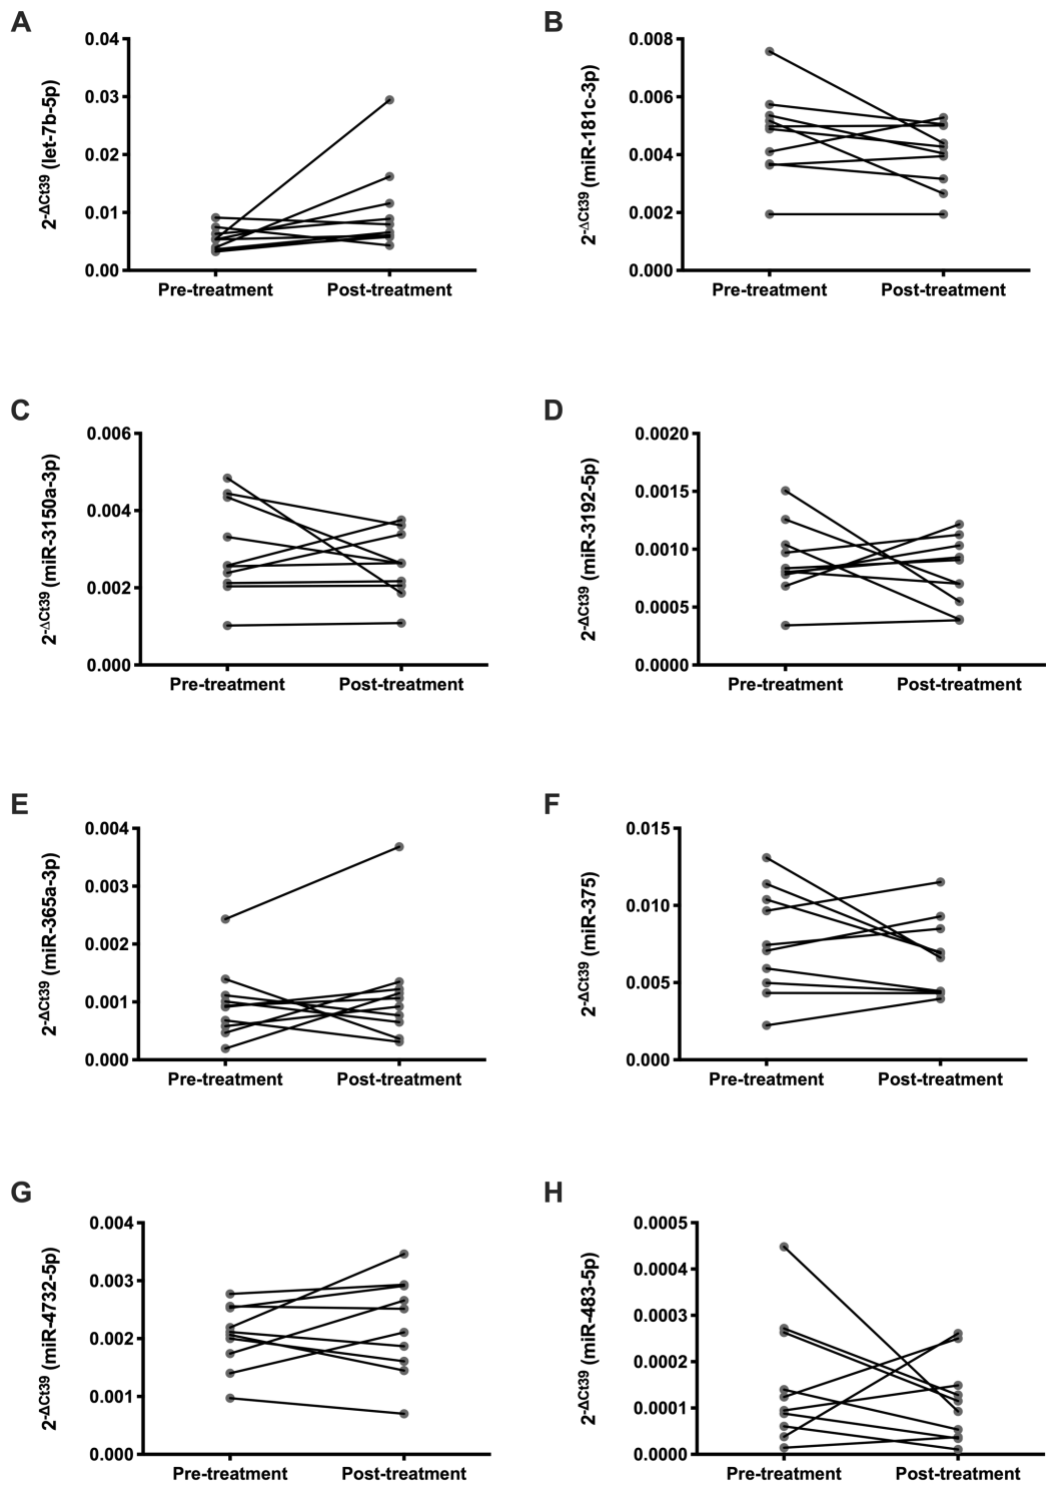 A
0.04
0.03
0.02
0.01
0.00
2-ΔCt39 (let-7b-5p)
Pre-treatment Post-treatment
B
0.008
0.006
0.004
0.002
0.000
2-ΔCt39 (miR-181c-3p)
Pre-treatment Post-treatment
C
0.006
0.004
0.002
0.000
2-ΔCt39 (miR-3150a-3p)
Pre-treatment Post-treatment
D
0.0020
0.0015
0.0010
0.0005
0.0000
2-ΔCt39 (miR-3192-5p)
Pre-treatment Post-treatment
E
0.004
0.003
0.002
0.001
0.000
2-ΔCt39 (miR-365a-3p)
Pre-treatment Post-treatment
F
0.015
0.010
0.005
0.000
2-ΔCt39 (miR-375)
Pre-treatment Post-treatment
G
0.004
0.003
0.002
0.001
0.000
2-ΔCt39 (miR-4732-5p)
Pre-treatment Post-treatment
H
0.0005
0.0004
0.0003
0.0002
0.0001
0.0000
2-ΔCt39 (miR-483-5p)
Pre-treatment Post-treatment